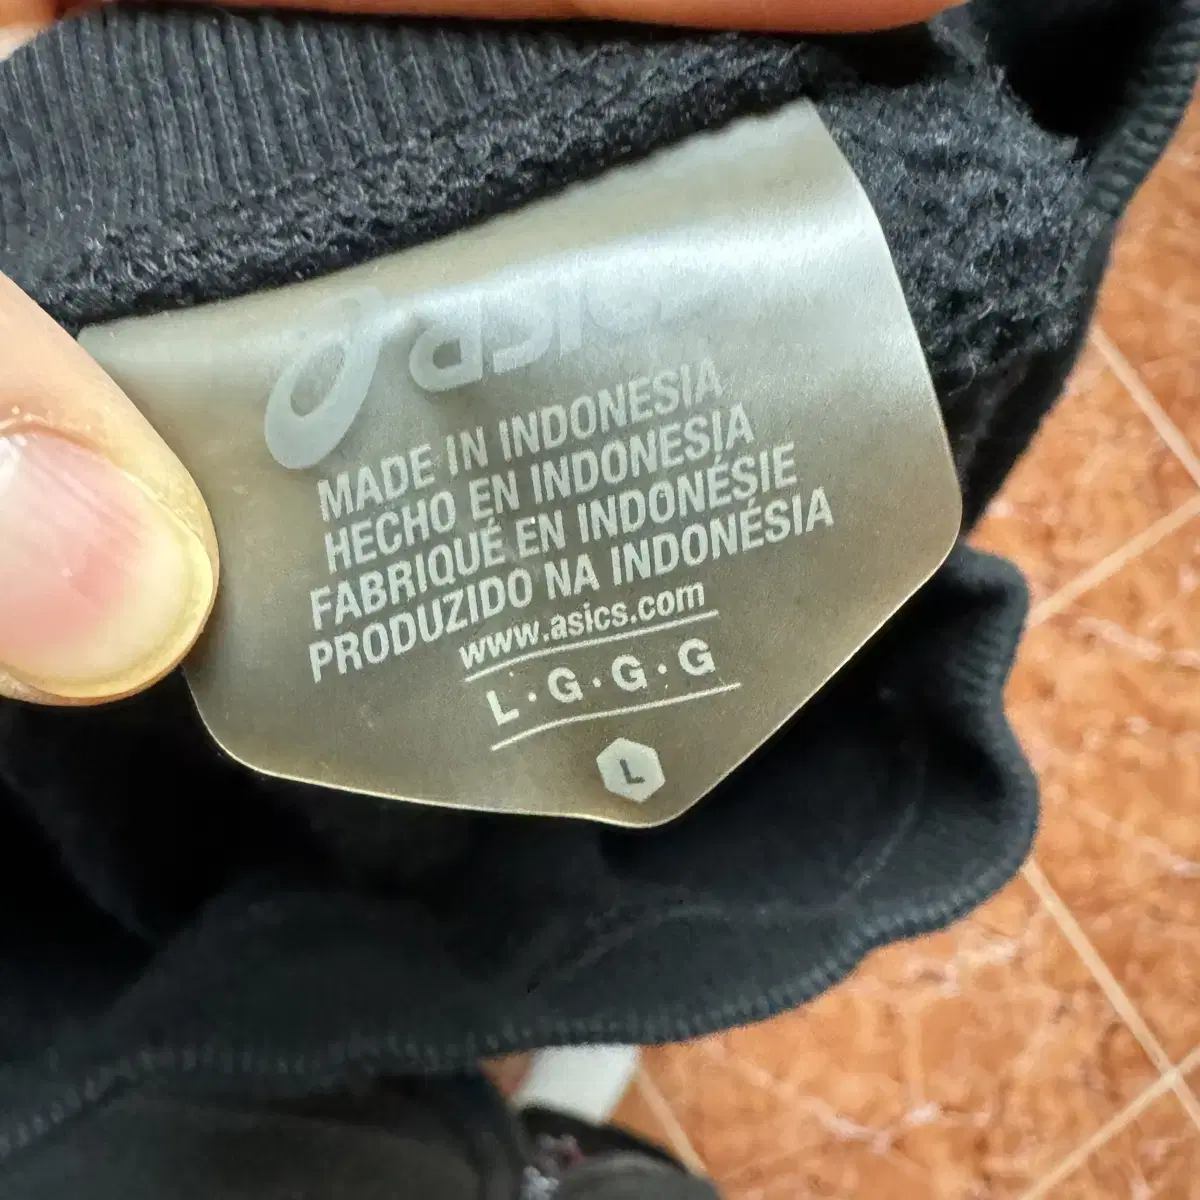 asics
MADE IN INDONESIA
HECHO EN INDONESIA
FABRIQUÉ EN INDONÉSIE
PRODUZIDO NA INDONÉSIA
www.asics.com
L·G·G·G
L